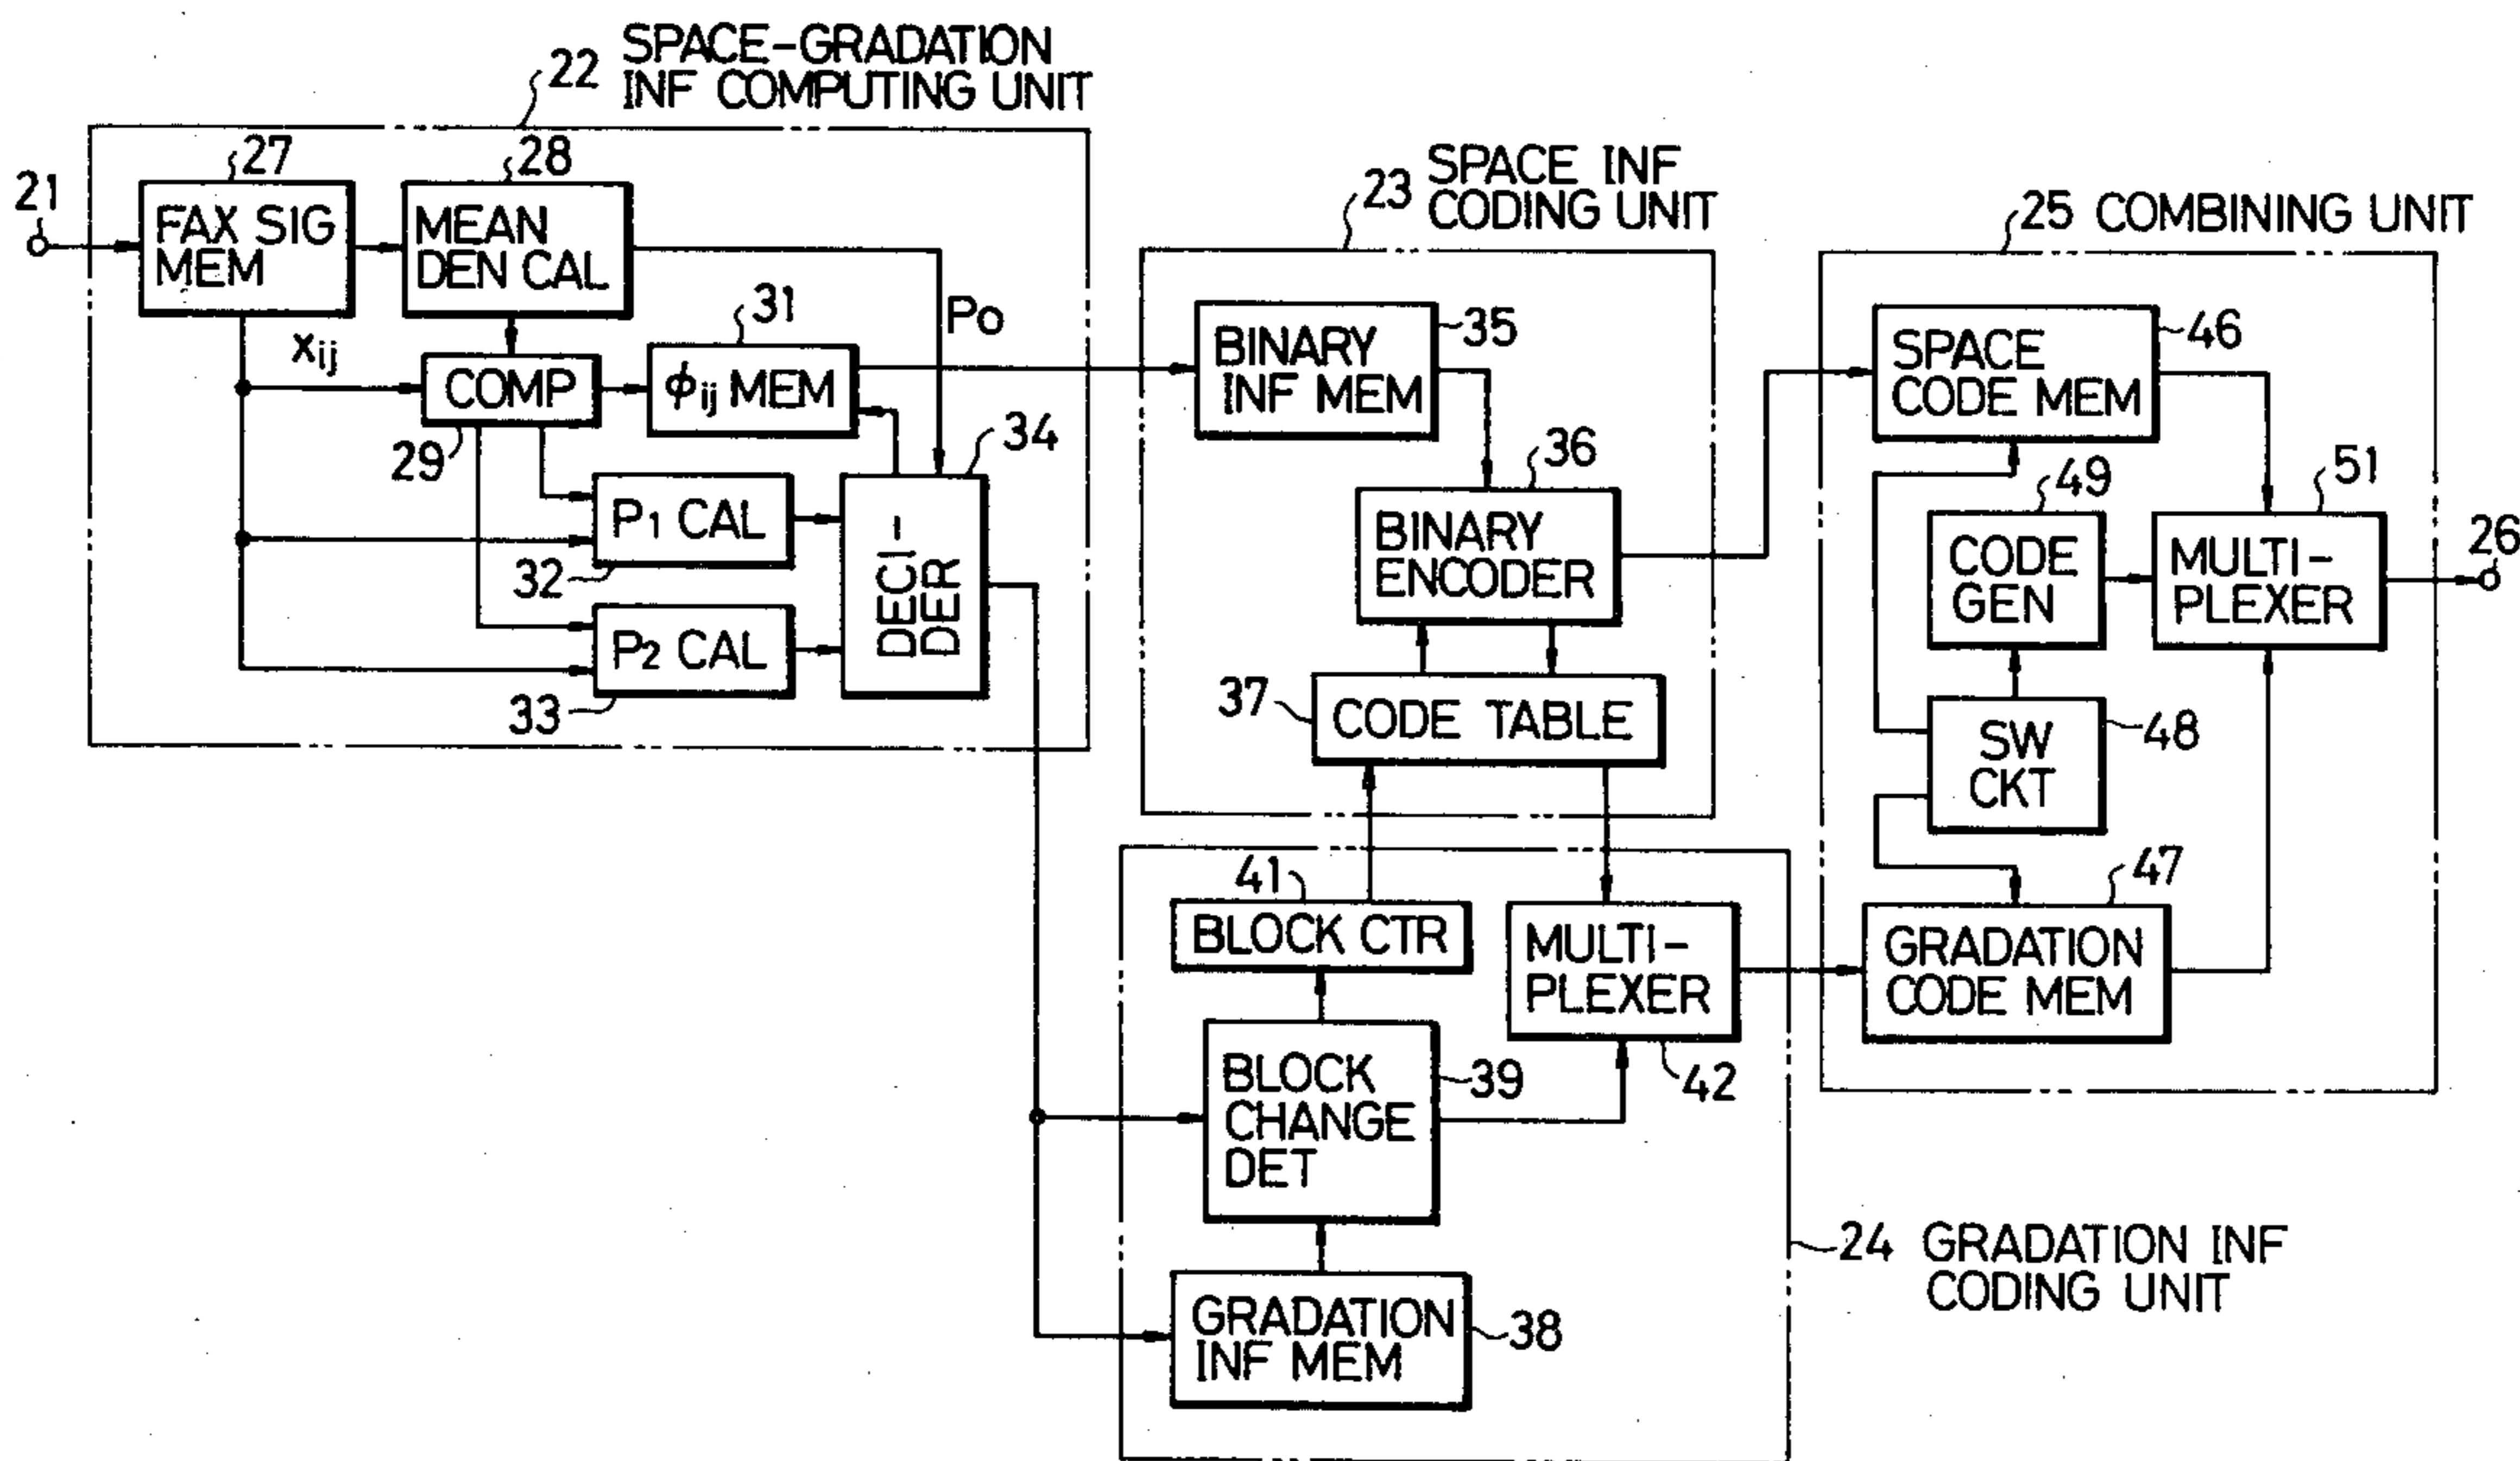 22 SPACE-GRADATION
INF COMPUTING UNIT
21
27
FAX SIG
MEM
28
MEAN
DEN CAL
xij
Po
COMP
29
31
ϕij MEM
34
P1 CAL
32
P2 CAL
33
DECI-
DER
23 SPACE INF
CODING UNIT
BINARY
INF MEM
35
36
BINARY
ENCODER
37
CODE TABLE
25 COMBINING UNIT
SPACE
CODE MEM
46
49
CODE
GEN
51
MULTI-
PLEXER
26
SW
CKT
48
47
GRADATION
CODE MEM
41
BLOCK CTR
MULTI-
PLEXER
42
BLOCK
CHANGE
DET
39
GRADATION
INF MEM
38
24 GRADATION INF
CODING UNIT